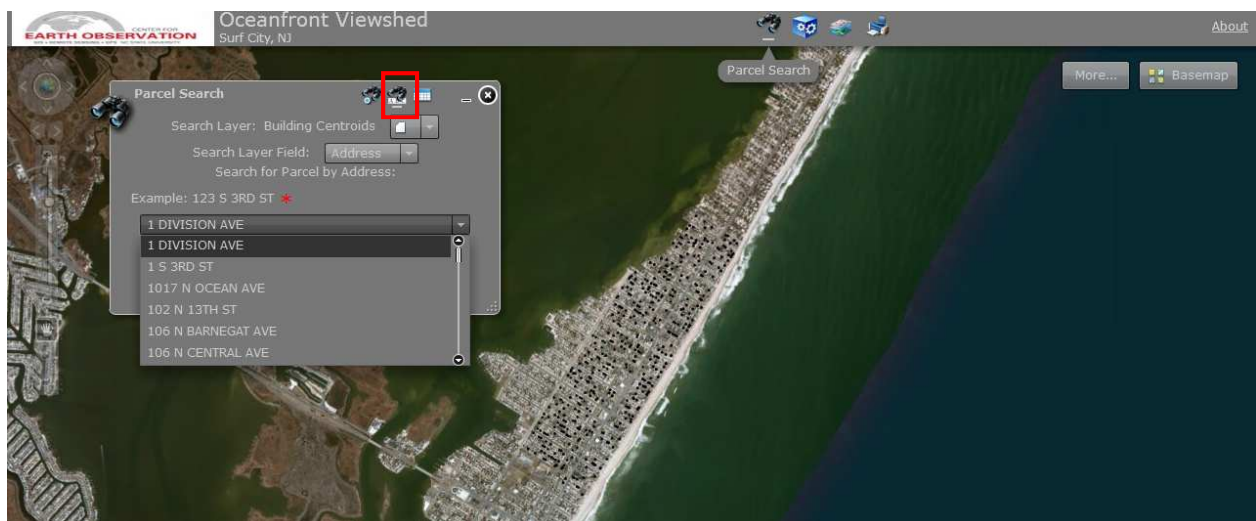 CENTER FOR
EARTH OBSERVATION
Oceanfront Viewshed
Surf City, NJ
About
Parcel Search
More...
Basemap
Parcel Search
Search Layer: Building Centroids
Search Layer Field: Address
Search for Parcel by Address:
Example: 123 S 3RD ST *
1 DIVISION AVE
1 DIVISION AVE
1 S 3RD ST
1017 N OCEAN AVE
102 N 13TH ST
106 N BARNEGAT AVE
106 N CENTRAL AVE